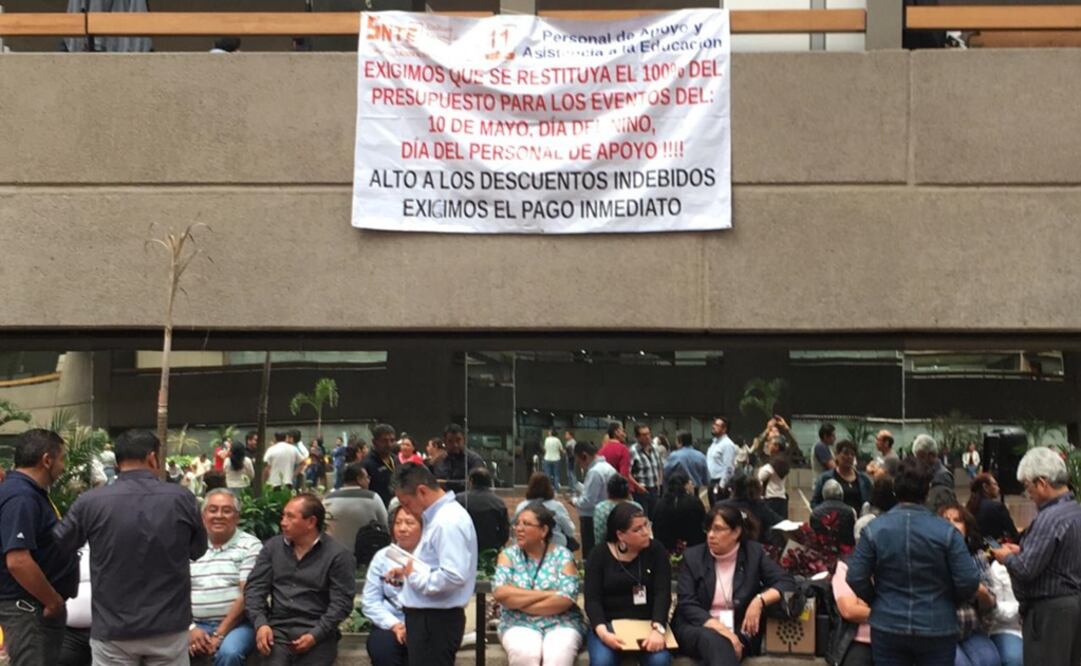 SNTE 11 Personal de Apoyo y
Asistencia a la Educación
EXIGIMOS QUE SE RESTITUYA EL 100% DEL
PRESUPUESTO PARA LOS EVENTOS DEL:
10 DE MAYO, DÍA DEL NIÑO,
DÍA DEL PERSONAL DE APOYO !!!!
ALTO A LOS DESCUENTOS INDEBIDOS
EXIGIMOS EL PAGO INMEDIATO